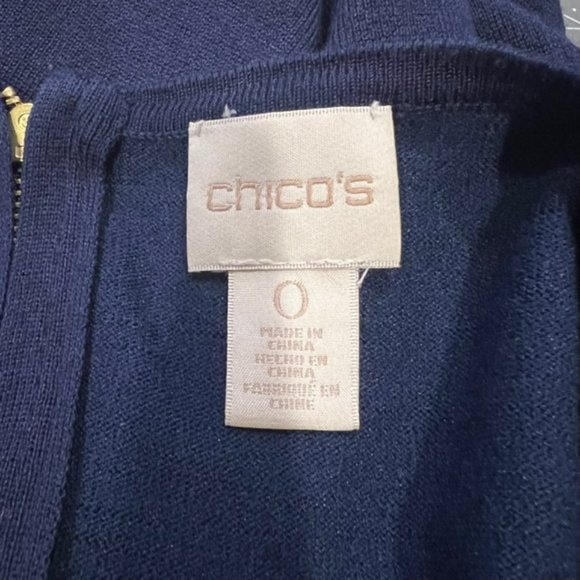 chico's
0
MADE IN
CHINA
HECHO EN
CHINA
FABRIQUÉ EN
CHINE